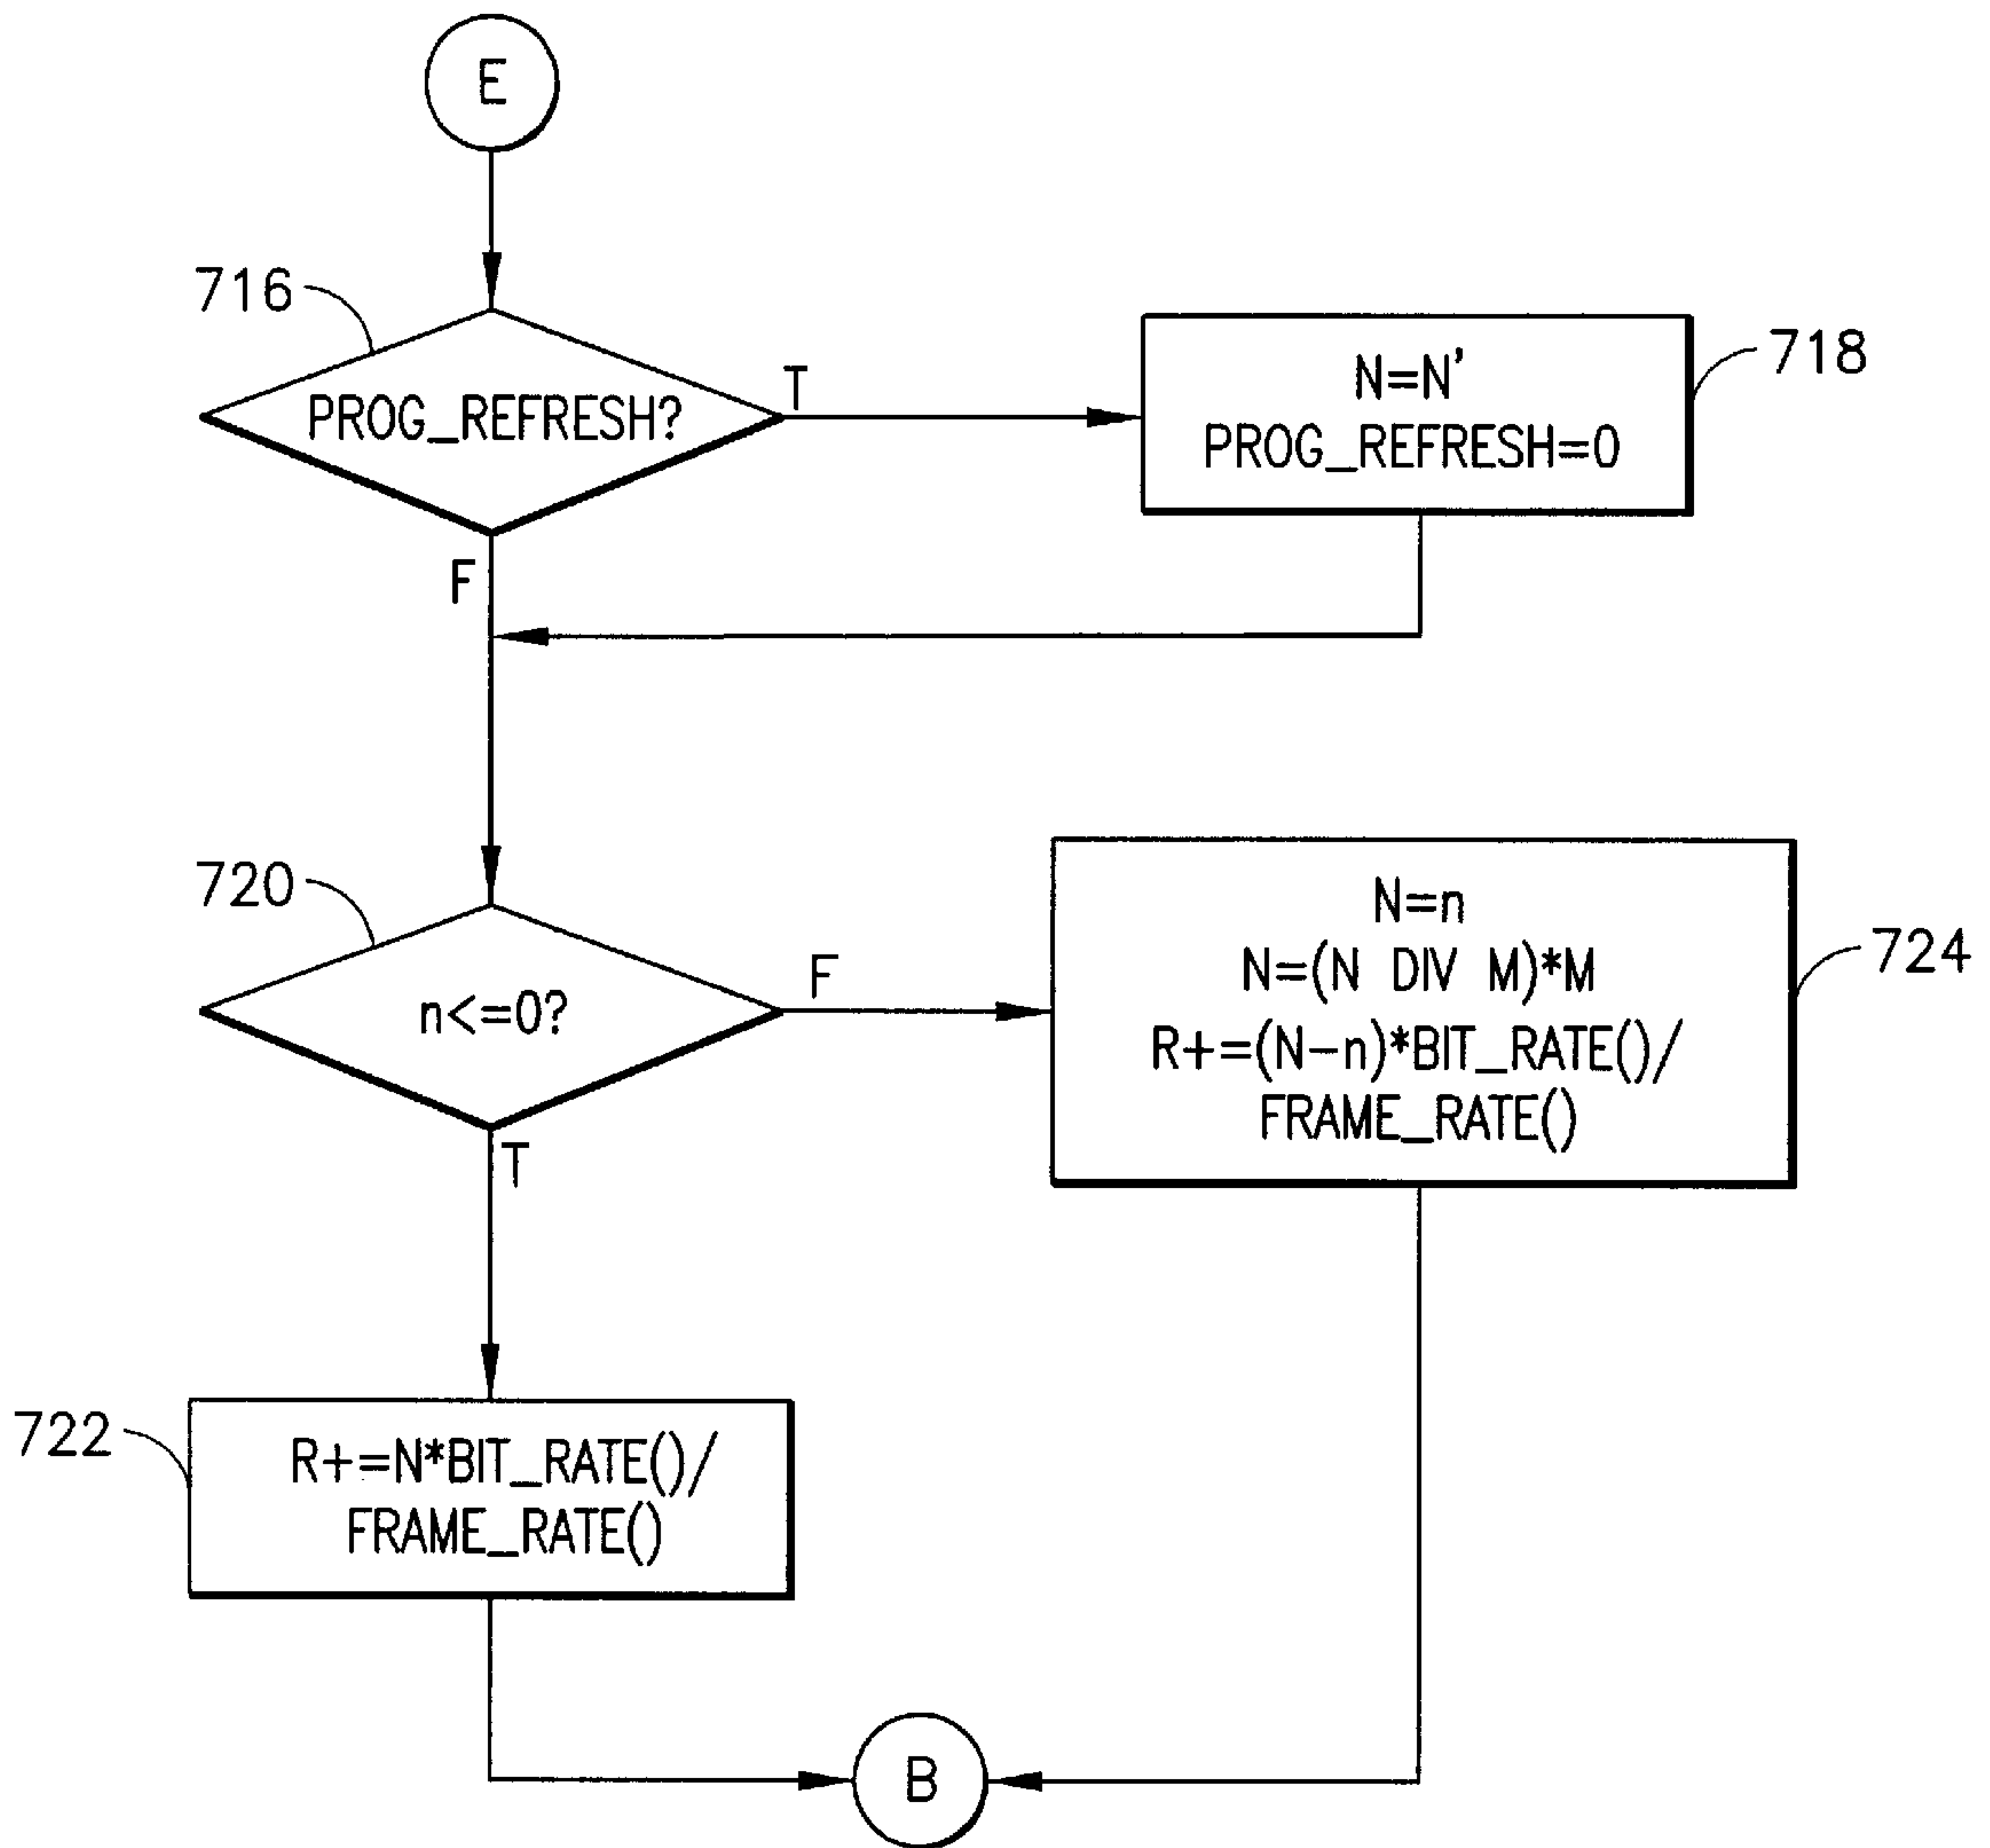 E
716
PROG_REFRESH?
T
N=N'
PROG_REFRESH=0
718
F
720
n<=0?
F
N=n
N=(N DIV M)*M
R+=(N-n)*BIT_RATE()/
FRAME_RATE()
724
T
722
R+=N*BIT_RATE()/
FRAME_RATE()
B